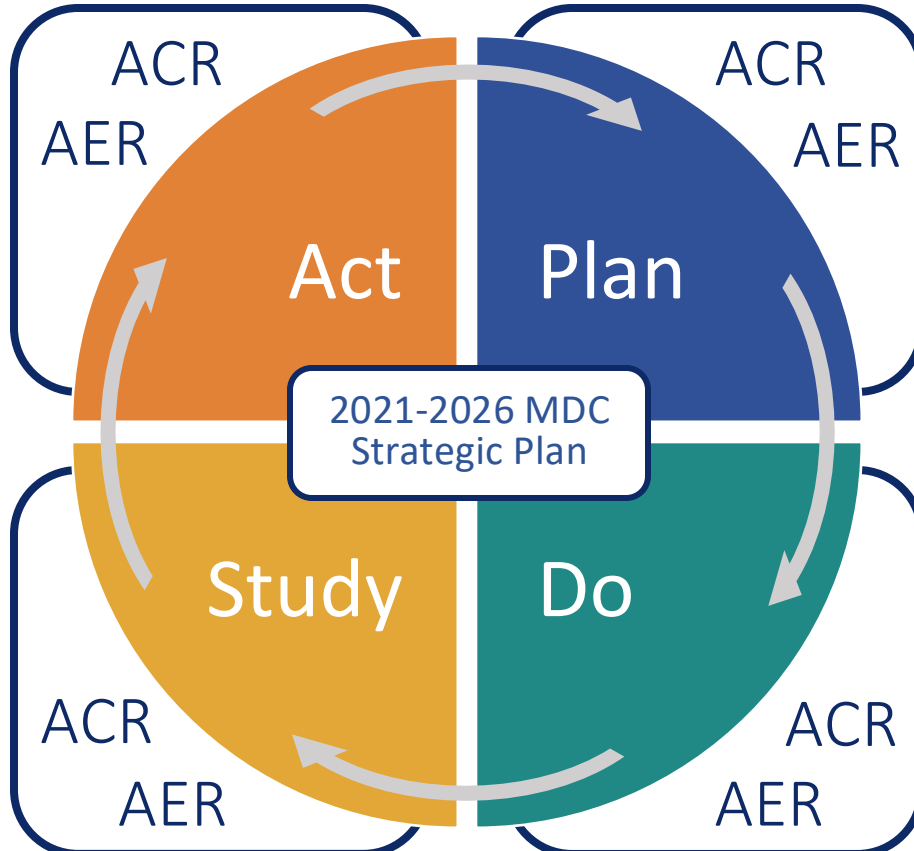 ACR
AER
ACR
AER
Act
Plan
2021-2026 MDC
Strategic Plan
Study
Do
ACR
AER
ACR
AER